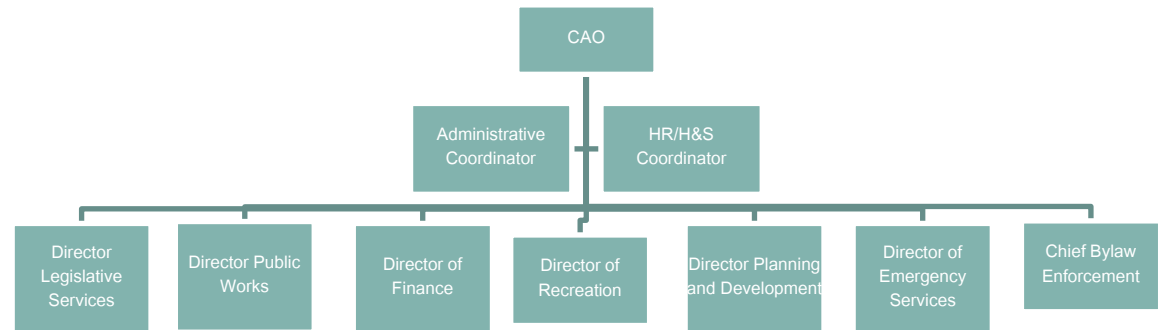 CAO
Administrative
Coordinator
HR/H&S
Coordinator
Director
Legislative
Services
Director Public
Works
Director of
Finance
Director of
Recreation
Director Planning
and Development
Director of
Emergency
Services
Chief Bylaw
Enforcement